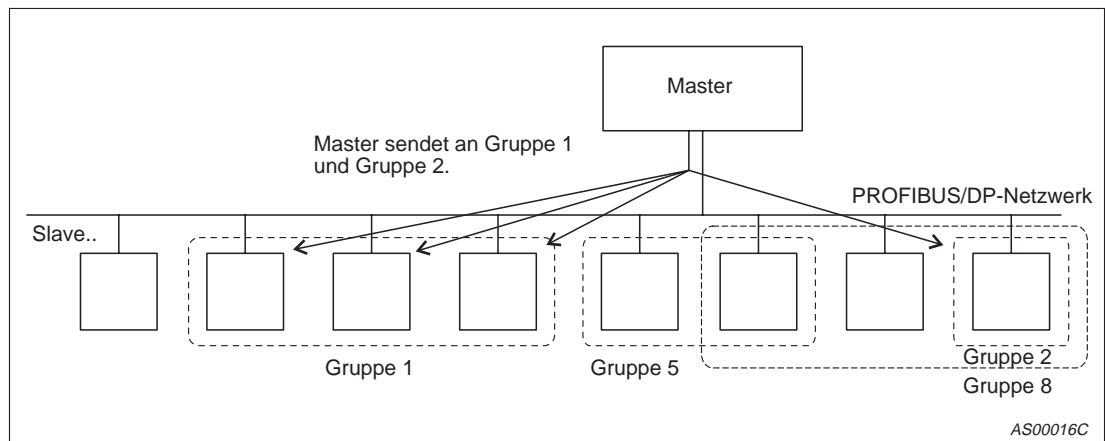 Master
Master sendet an Gruppe 1
und Gruppe 2.
PROFIBUS/DP-Netzwerk
Slave..
Gruppe 1
Gruppe 5
Gruppe 2
Gruppe 8
AS00016C